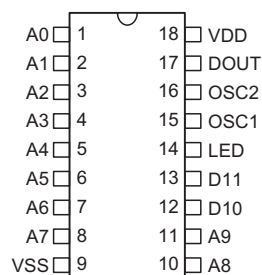 A0 1 18 VDD
A1 2 17 DOUT
A2 3 16 OSC2
A3 4 15 OSC1
A4 5 14 LED
A5 6 13 D11
A6 7 12 D10
A7 8 11 A9
VSS 9 10 A8